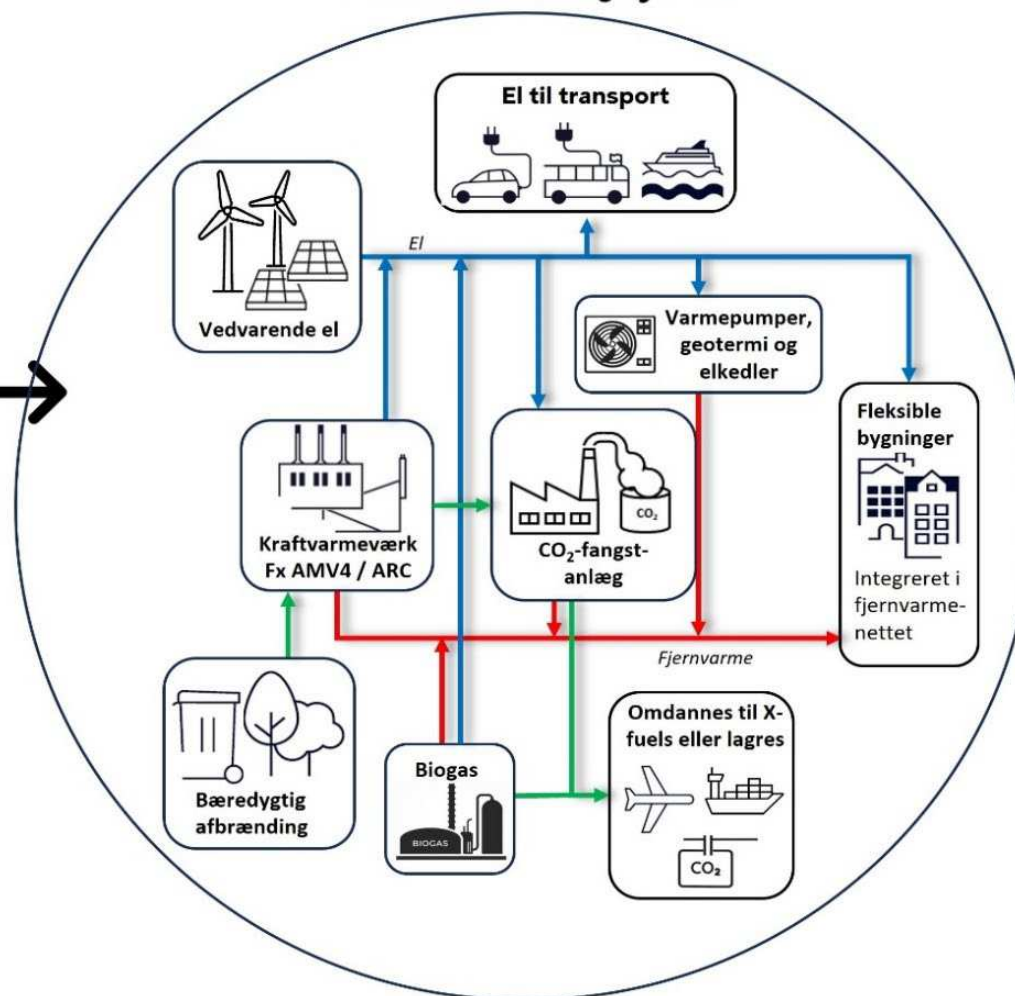 El til transport
El
Vedvarende el
Varmepumper,
geotermi og
elkedler
Fleksible
bygninger
Integreret i
fjernvarme-
nettet
Kraftvarmeværk
Fx AMV4 / ARC
CO₂
CO₂-fangst-
anlæg
Fjernvarme
Bæredygtig
afbrænding
Biogas
BIOGAS
Omdannes til X-
fuels eller lagres
CO₂